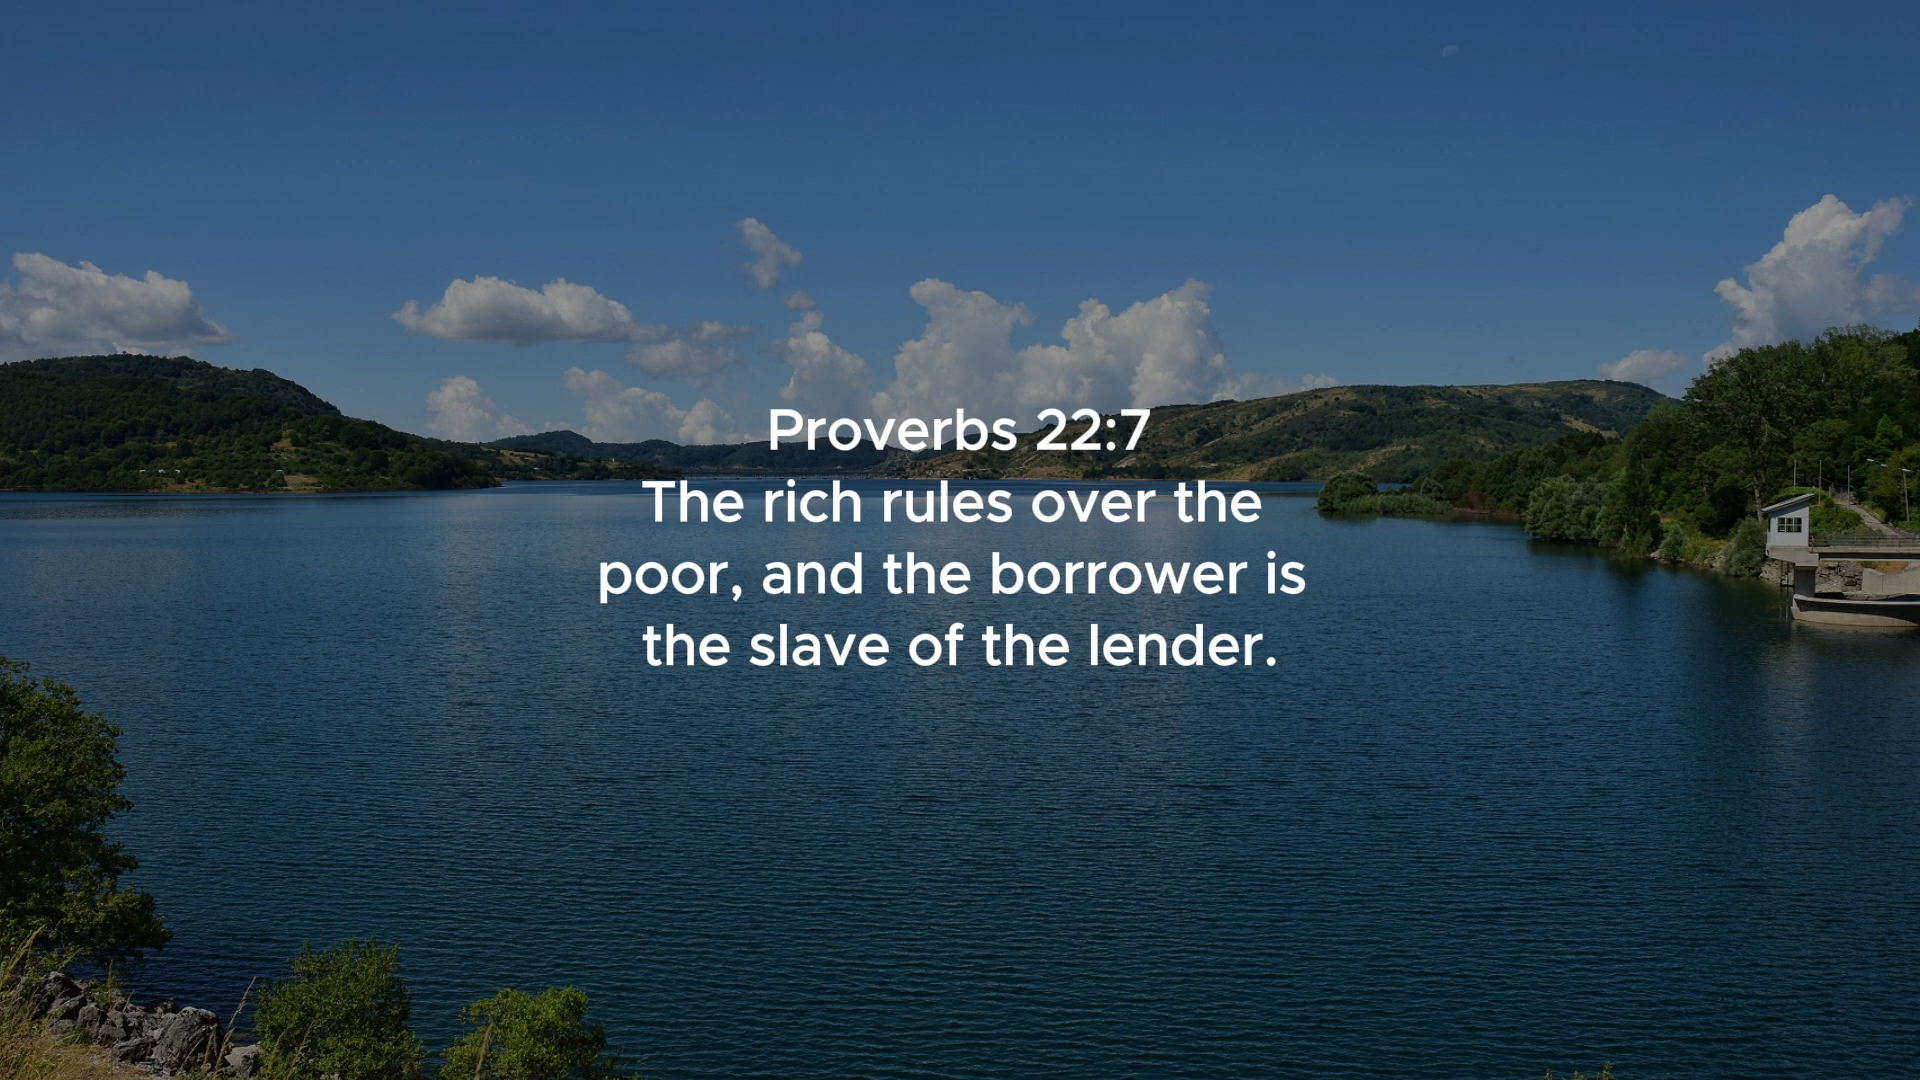 Proverbs 22:7
The rich rules over the
poor, and the borrower is
the slave of the lender.